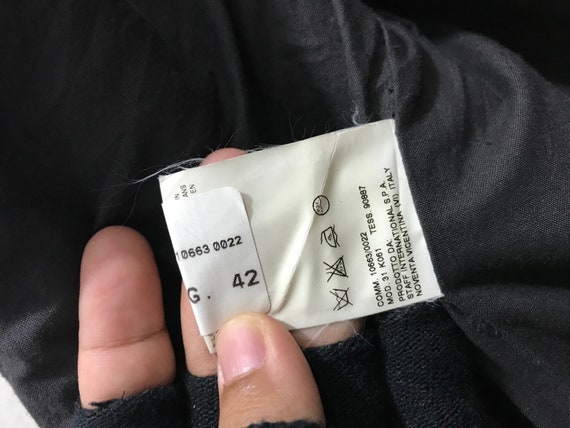 10663 0022
G. 42
COMM. 10663/0022 TESS. 90887
MOD. 31 K061
PRODOTTO DA:
STAFF INTERNATIONAL S.P.A.
NOVENTA VICENTINA (VI) ITALY